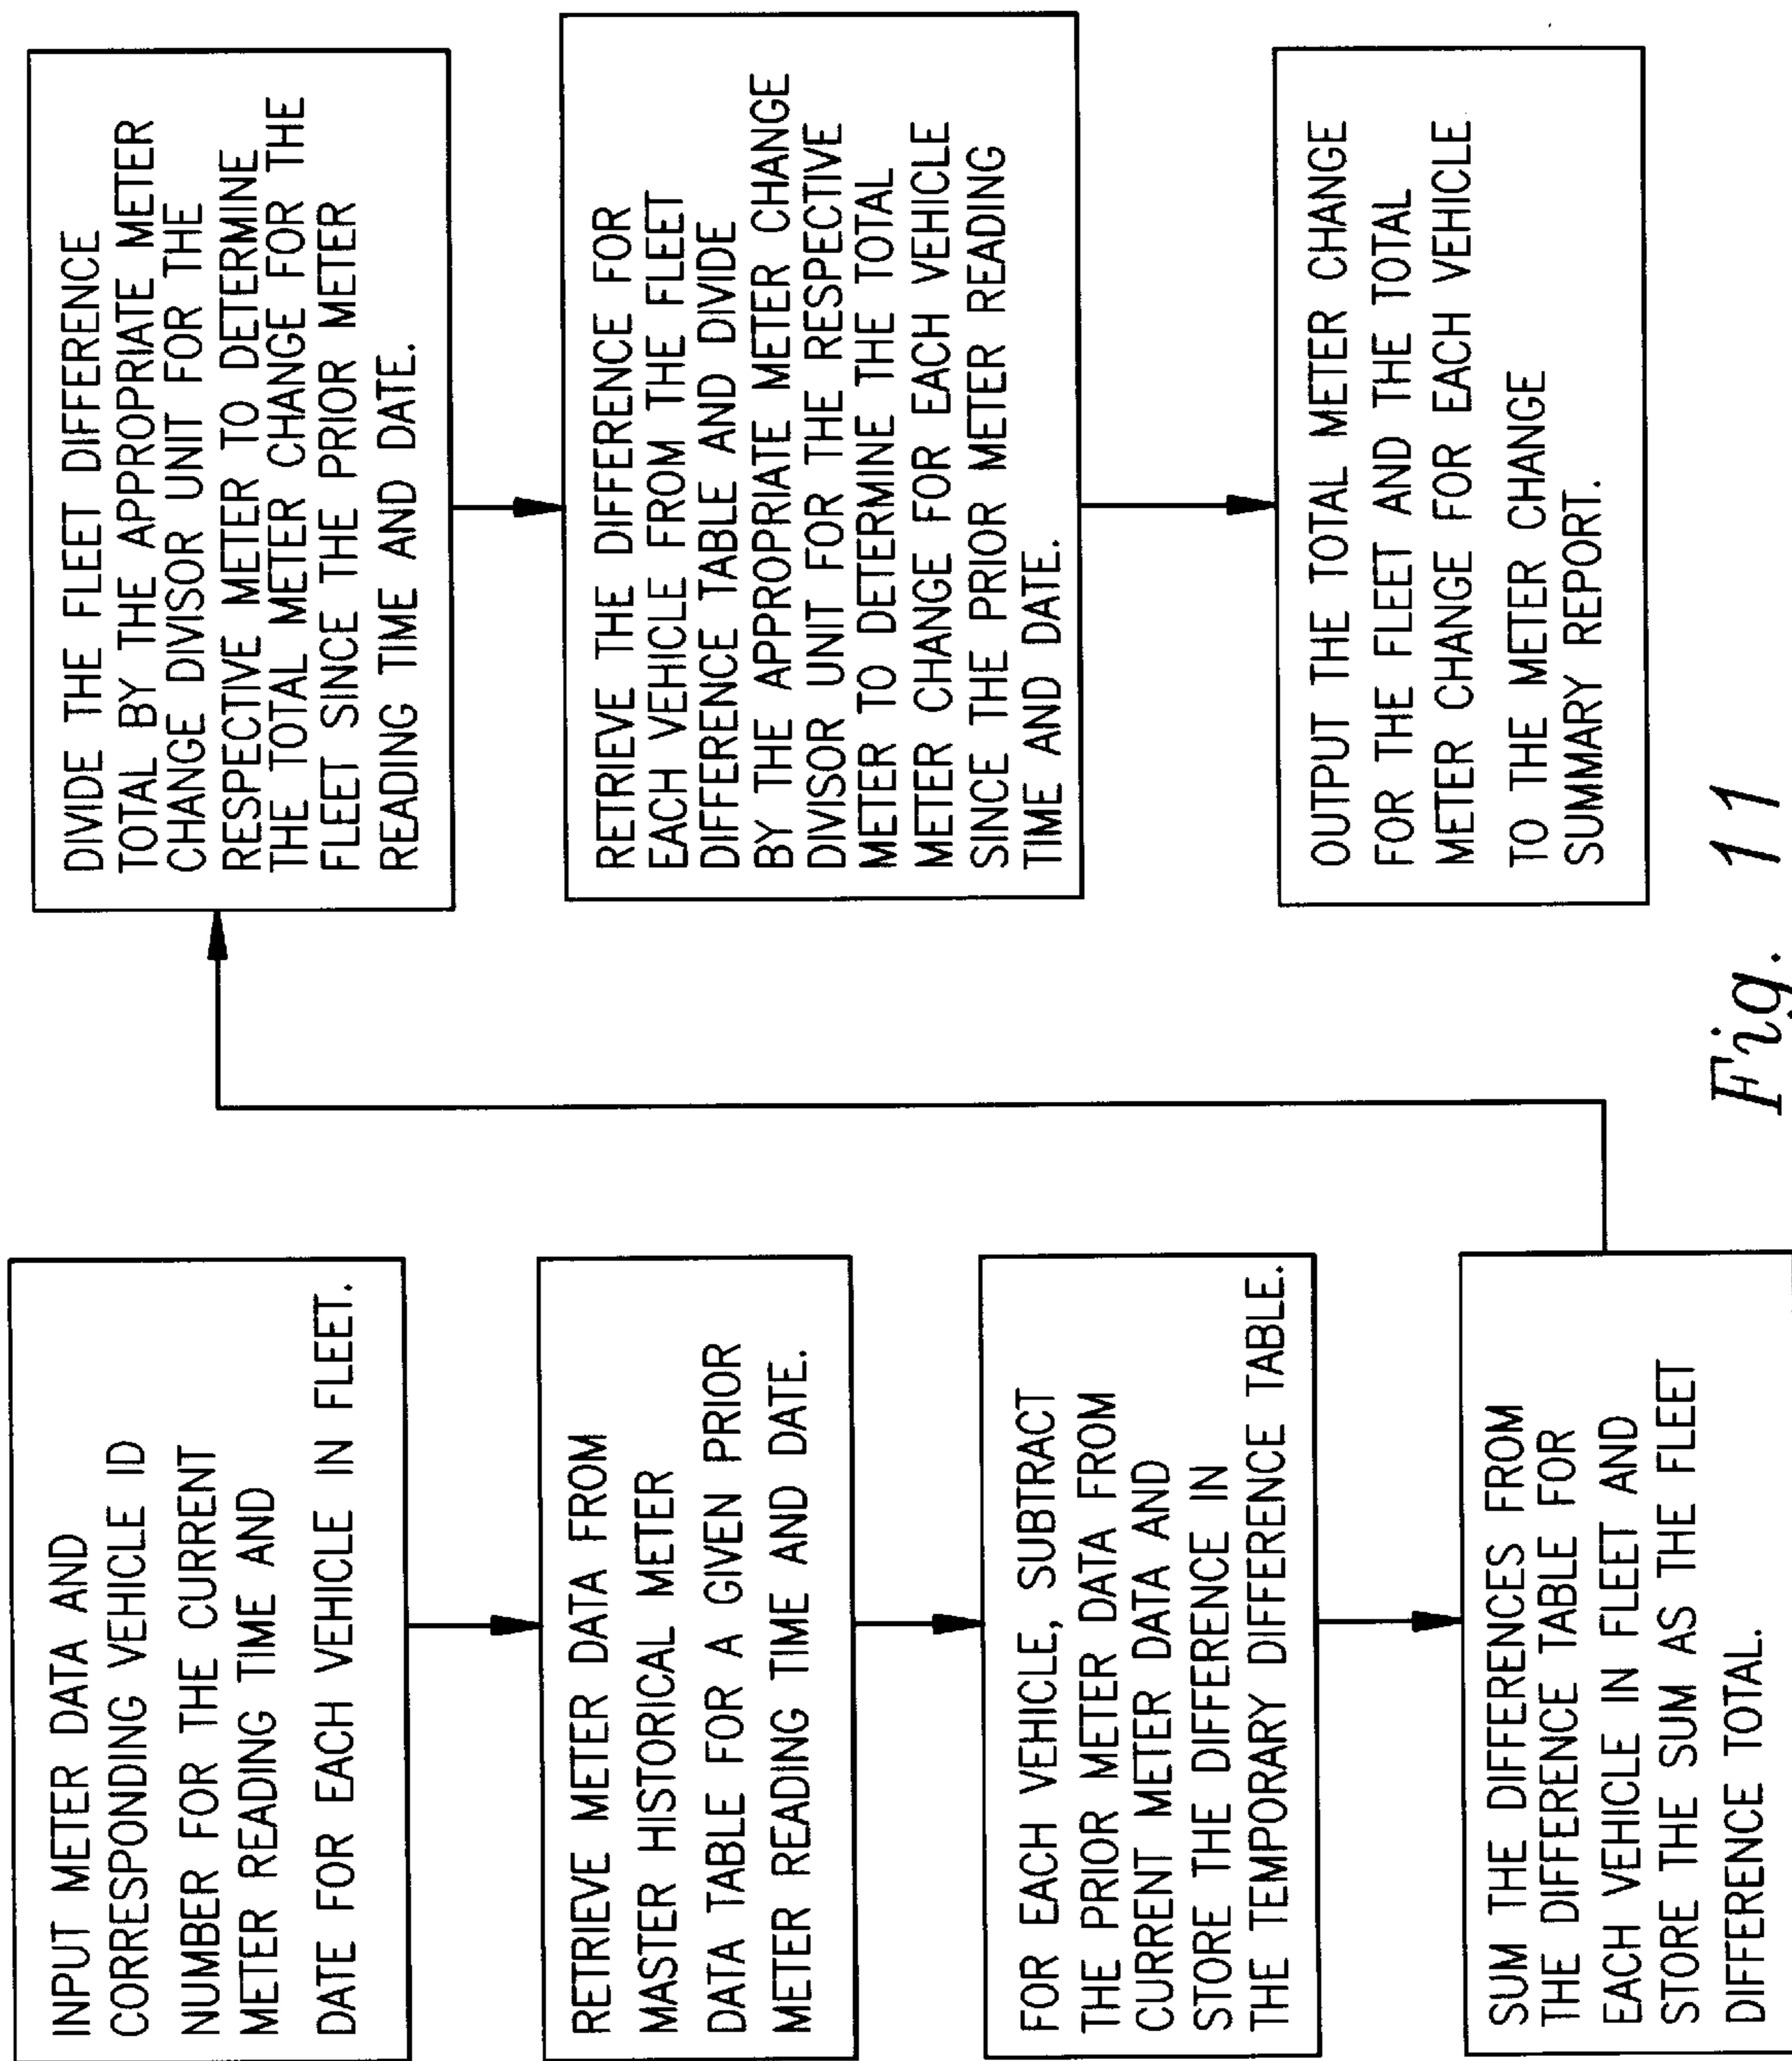 INPUT METER DATA AND
CORRESPONDING VEHICLE ID
NUMBER FOR THE CURRENT
METER READING TIME AND
DATE FOR EACH VEHICLE IN FLEET.
RETRIEVE METER DATA FROM
MASTER HISTORICAL METER
DATA TABLE FOR A GIVEN PRIOR
METER READING TIME AND DATE.
FOR EACH VEHICLE, SUBTRACT
THE PRIOR METER DATA FROM
CURRENT METER DATA AND
STORE THE DIFFERENCE IN
THE TEMPORARY DIFFERENCE TABLE.
SUM THE DIFFERENCES FROM
THE DIFFERENCE TABLE FOR
EACH VEHICLE IN FLEET AND
STORE THE SUM AS THE FLEET
DIFFERENCE TOTAL.
DIVIDE THE FLEET DIFFERENCE
TOTAL BY THE APPROPRIATE METER
CHANGE DIVISOR UNIT FOR THE
RESPECTIVE METER TO DETERMINE
THE TOTAL METER CHANGE FOR THE
FLEET SINCE THE PRIOR METER
READING TIME AND DATE.
RETRIEVE THE DIFFERENCE FOR
EACH VEHICLE FROM THE FLEET
DIFFERENCE TABLE AND DIVIDE
BY THE APPROPRIATE METER CHANGE
DIVISOR UNIT FOR THE RESPECTIVE
METER TO DETERMINE THE TOTAL
METER CHANGE FOR EACH VEHICLE
SINCE THE PRIOR METER READING
TIME AND DATE.
OUTPUT THE TOTAL METER CHANGE
FOR THE FLEET AND THE TOTAL
METER CHANGE FOR EACH VEHICLE
TO THE METER CHANGE
SUMMARY REPORT.
Fig. 11